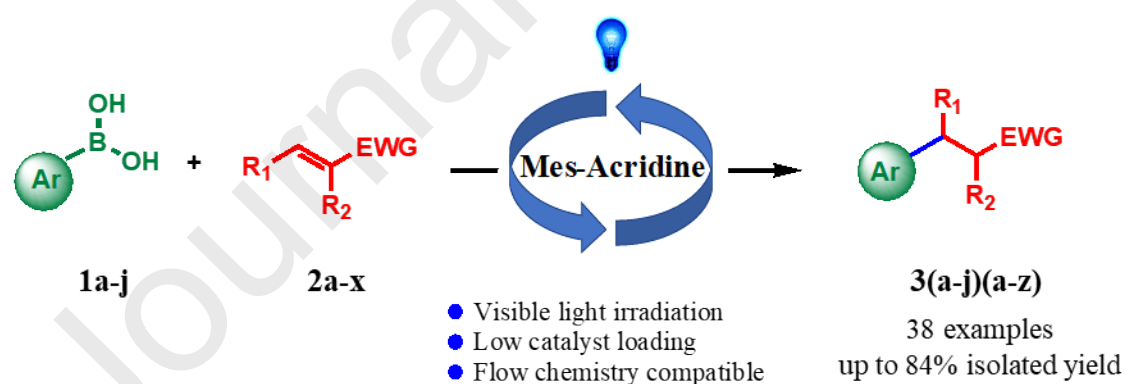 Journal
OH
B
OH
Ar
+
R1
EWG
R2
Mes-Acridine
R1
EWG
Ar
R2
1a-j
2a-x
3(a-j)(a-z)
Visible light irradiation
Low catalyst loading
Flow chemistry compatible
38 examples
up to 84% isolated yield